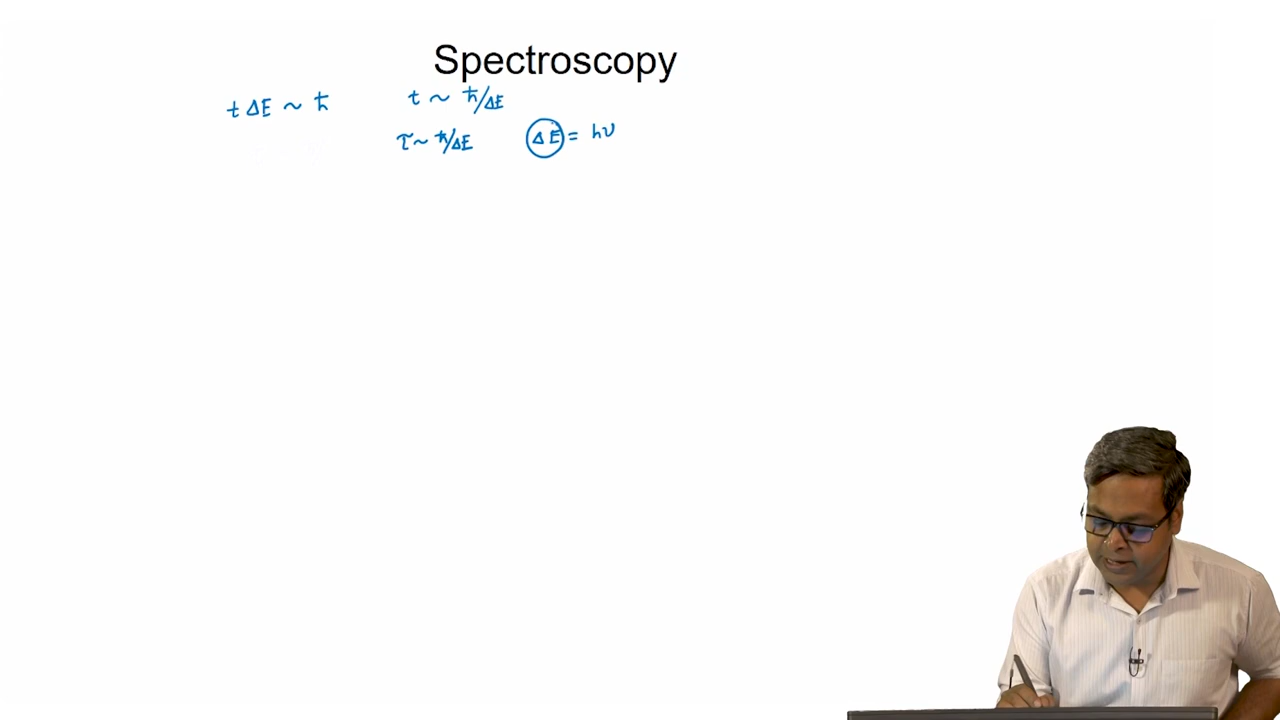 Spectroscopy
t ΔE ~ ħ t ~ ħ/ΔE
τ ~ ħ/ΔE ΔE = hν